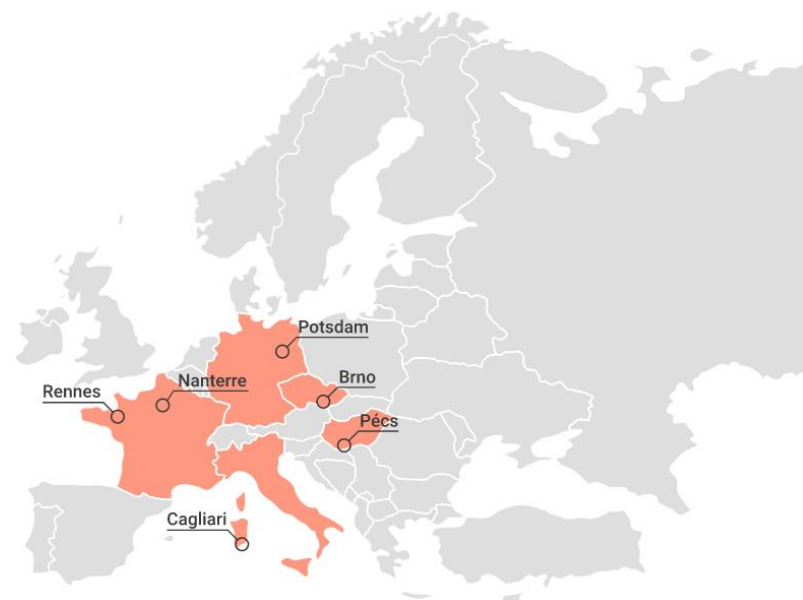 Potsdam
Brno
Nanterre
Rennes
Pécs
Cagliari